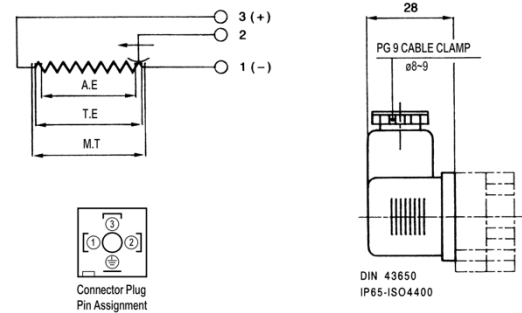 3 (+)
2
1 (−)
A.E
T.E
M.T
3
1
2
Connector Plug
Pin Assignment
28
PG 9 CABLE CLAMP
ø8~9
DIN 43650
IP65-ISO4400